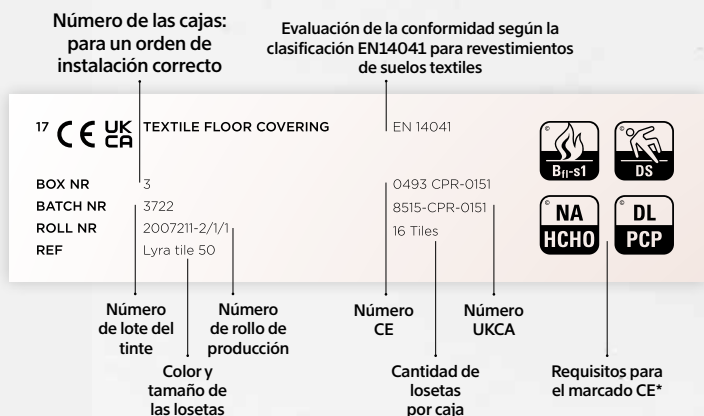 Número de las cajas:
para un orden de
instalación correcto
Evaluación de la conformidad según la
clasificación EN14041 para revestimientos
de suelos textiles
17 CE UK CA TEXTILE FLOOR COVERING EN 14041
BOX NR 3 0493 CPR-0151
BATCH NR 3722 8515-CPR-0151
ROLL NR 2007211-2/1/1 16 Tiles
REF Lyra tile 50
© Bfl-s1
© DS
© NA
HCHO
© DL
PCP
Número
de lote del
tinte
Número
de rollo de
producción
Número
CE
Número
UKCA
Color y
tamaño de
las losetas
Cantidad de
losetas
por caja
Requisitos para
el marcado CE*